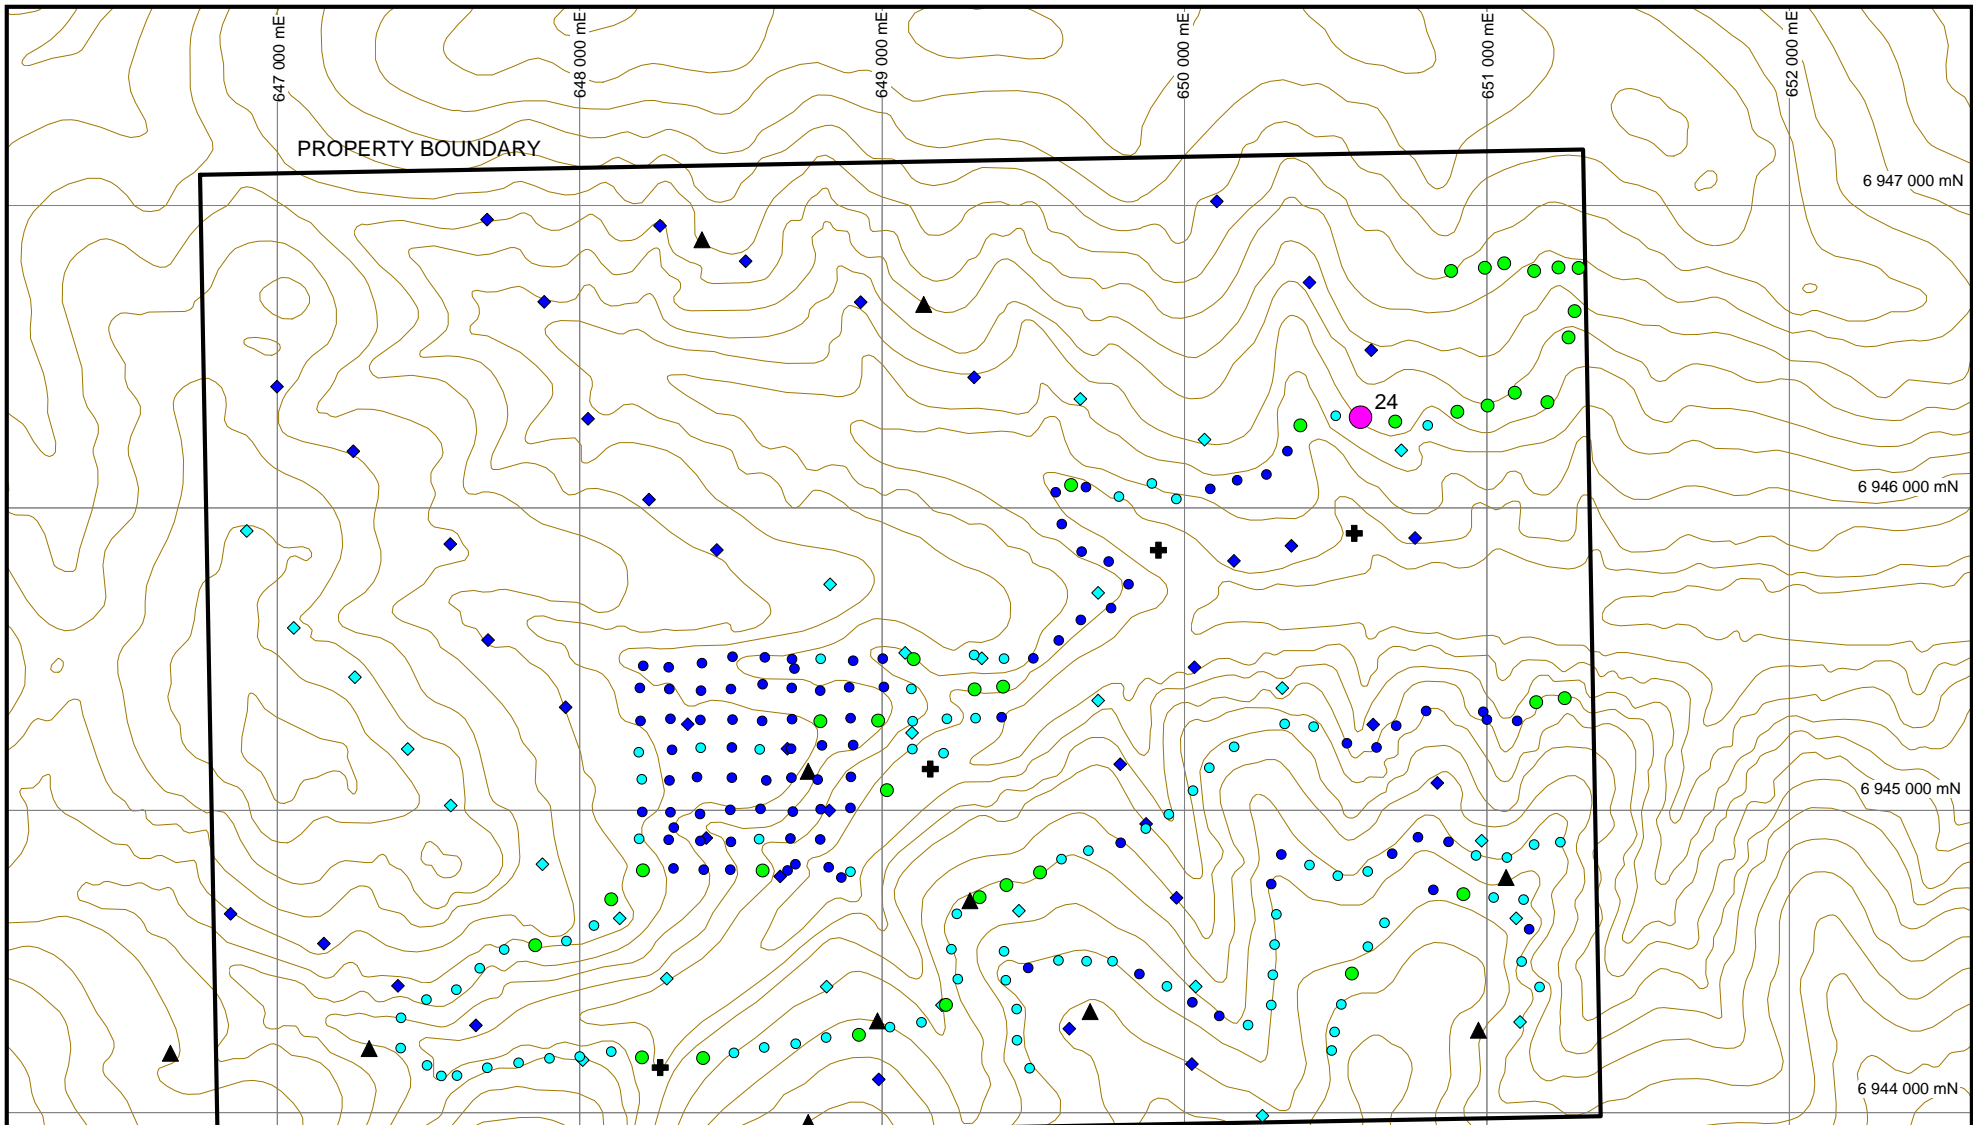 647 000 mE
648 000 mE
649 000 mE
650 000 mE
651 000 mE
652 000 mE
PROPERTY BOUNDARY
6 947 000 mN
24
6 946 000 mN
6 945 000 mN
6 944 000 mN